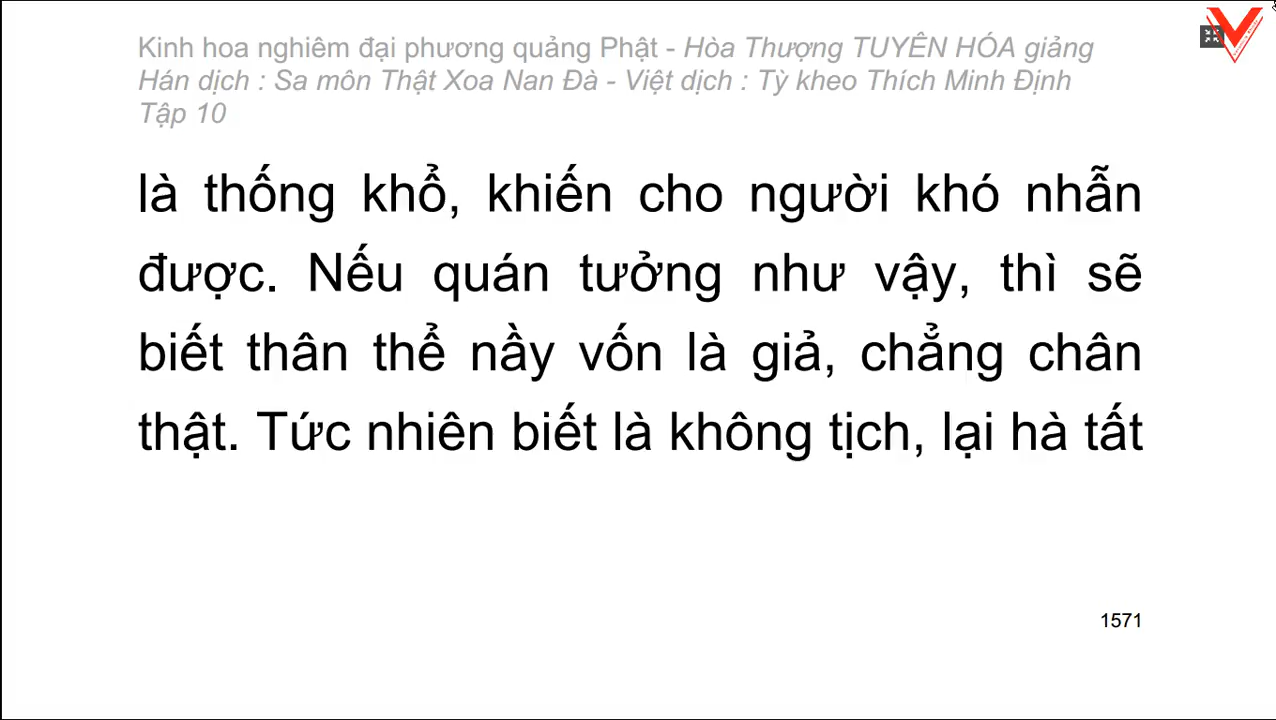 Kinh hoa nghiêm đại phương quảng Phật - Hòa Thượng TUYÊN HÓA giảng
Hán dịch : Sa môn Thật Xoa Nan Đà - Việt dịch : Tỳ kheo Thích Minh Định
Tập 10
là thống khổ, khiến cho người khó nhẫn
được. Nếu quán tưởng như vậy, thì sẽ
biết thân thể nầy vốn là giả, chẳng chân
thật. Tức nhiên biết là không tịch, lại hà tất
1571